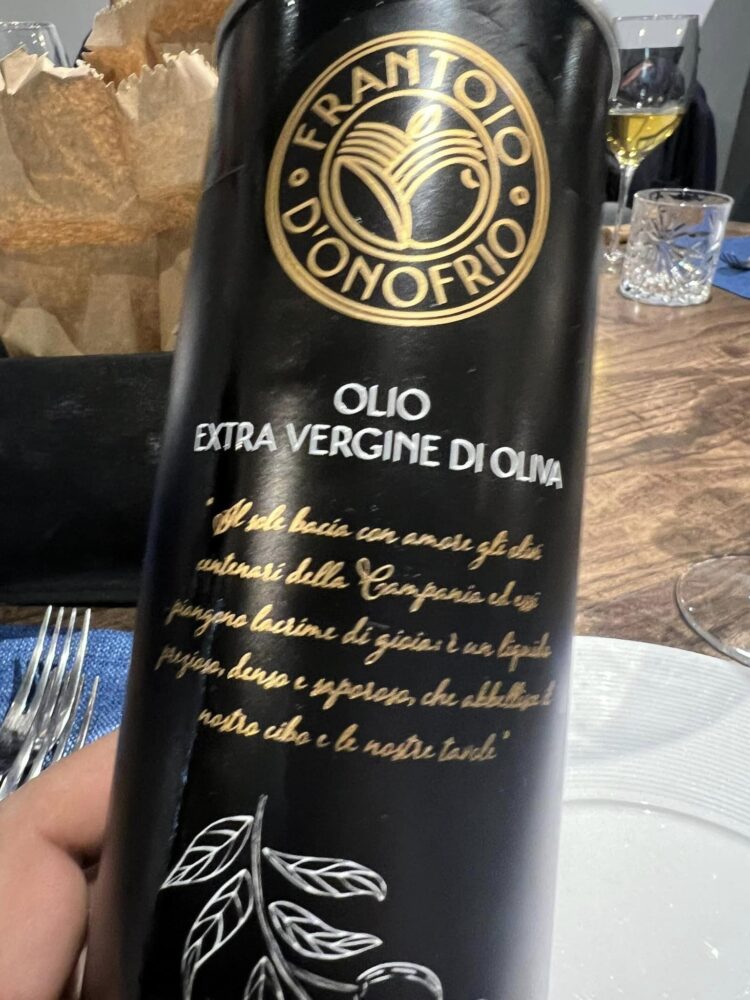 FRANTOIO
D'ONOFRIO
OLIO
EXTRA VERGINE DI OLIVA
"Il sole bacia con amore gli olivi
centenari della Campania ed essi
piangono lacrime di gioia: è un liquido
prezioso, denso e saporoso, che abbellisce il
nostro cibo e le nostre tavole"